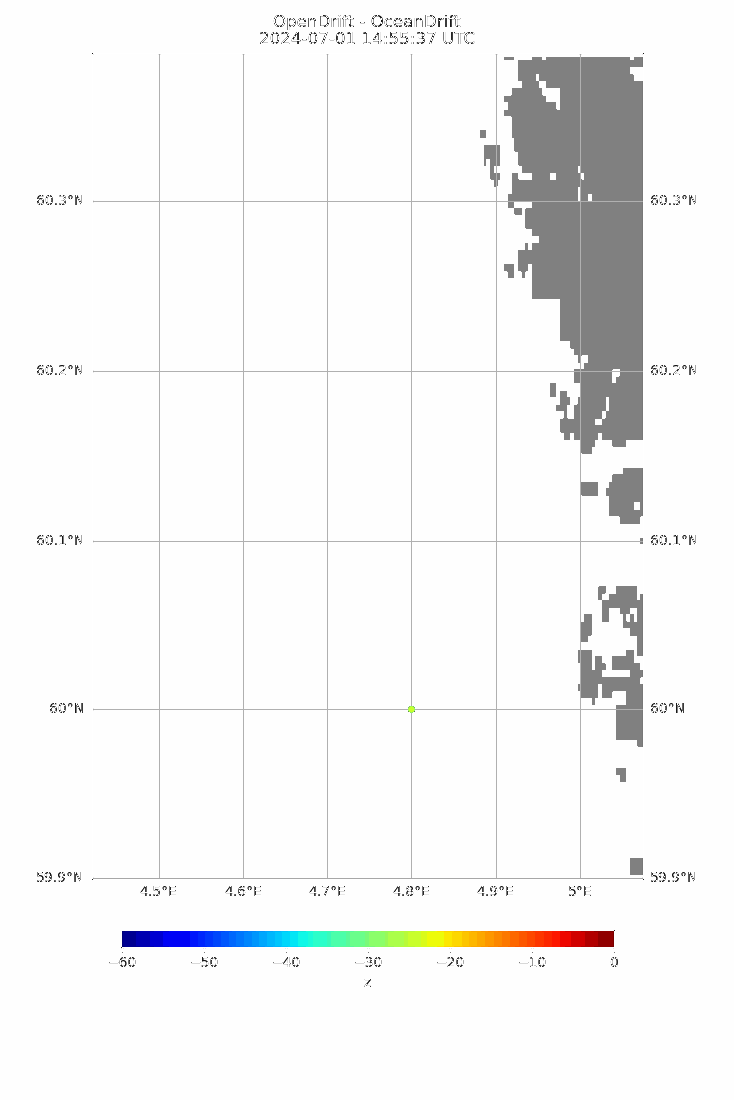 OpenDrift - OceanDrift
2024-07-01 14:55:37 UTC
60.3°N 60.3°N
60.2°N 60.2°N
60.1°N 60.1°N
60°N 60°N
59.9°N 59.9°N
4.5°E 4.6°E 4.7°E 4.8°E 4.9°E 5°E
−60 −50 −40 −30 −20 −10 0
z